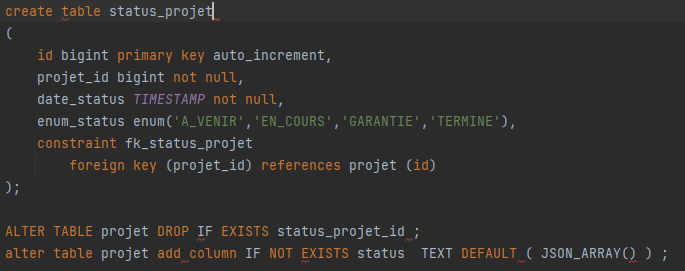 create table status_projet
(
    id bigint primary key auto_increment,
    projet_id bigint not null,
    date_status TIMESTAMP not null,
    enum_status enum('A_VENIR','EN_COURS','GARANTIE','TERMINE'),
    constraint fk_status_projet
        foreign key (projet_id) references projet (id)
);

ALTER TABLE projet DROP IF EXISTS status_projet_id ;
alter table projet add column IF NOT EXISTS status  TEXT DEFAULT ( JSON_ARRAY() ) ;